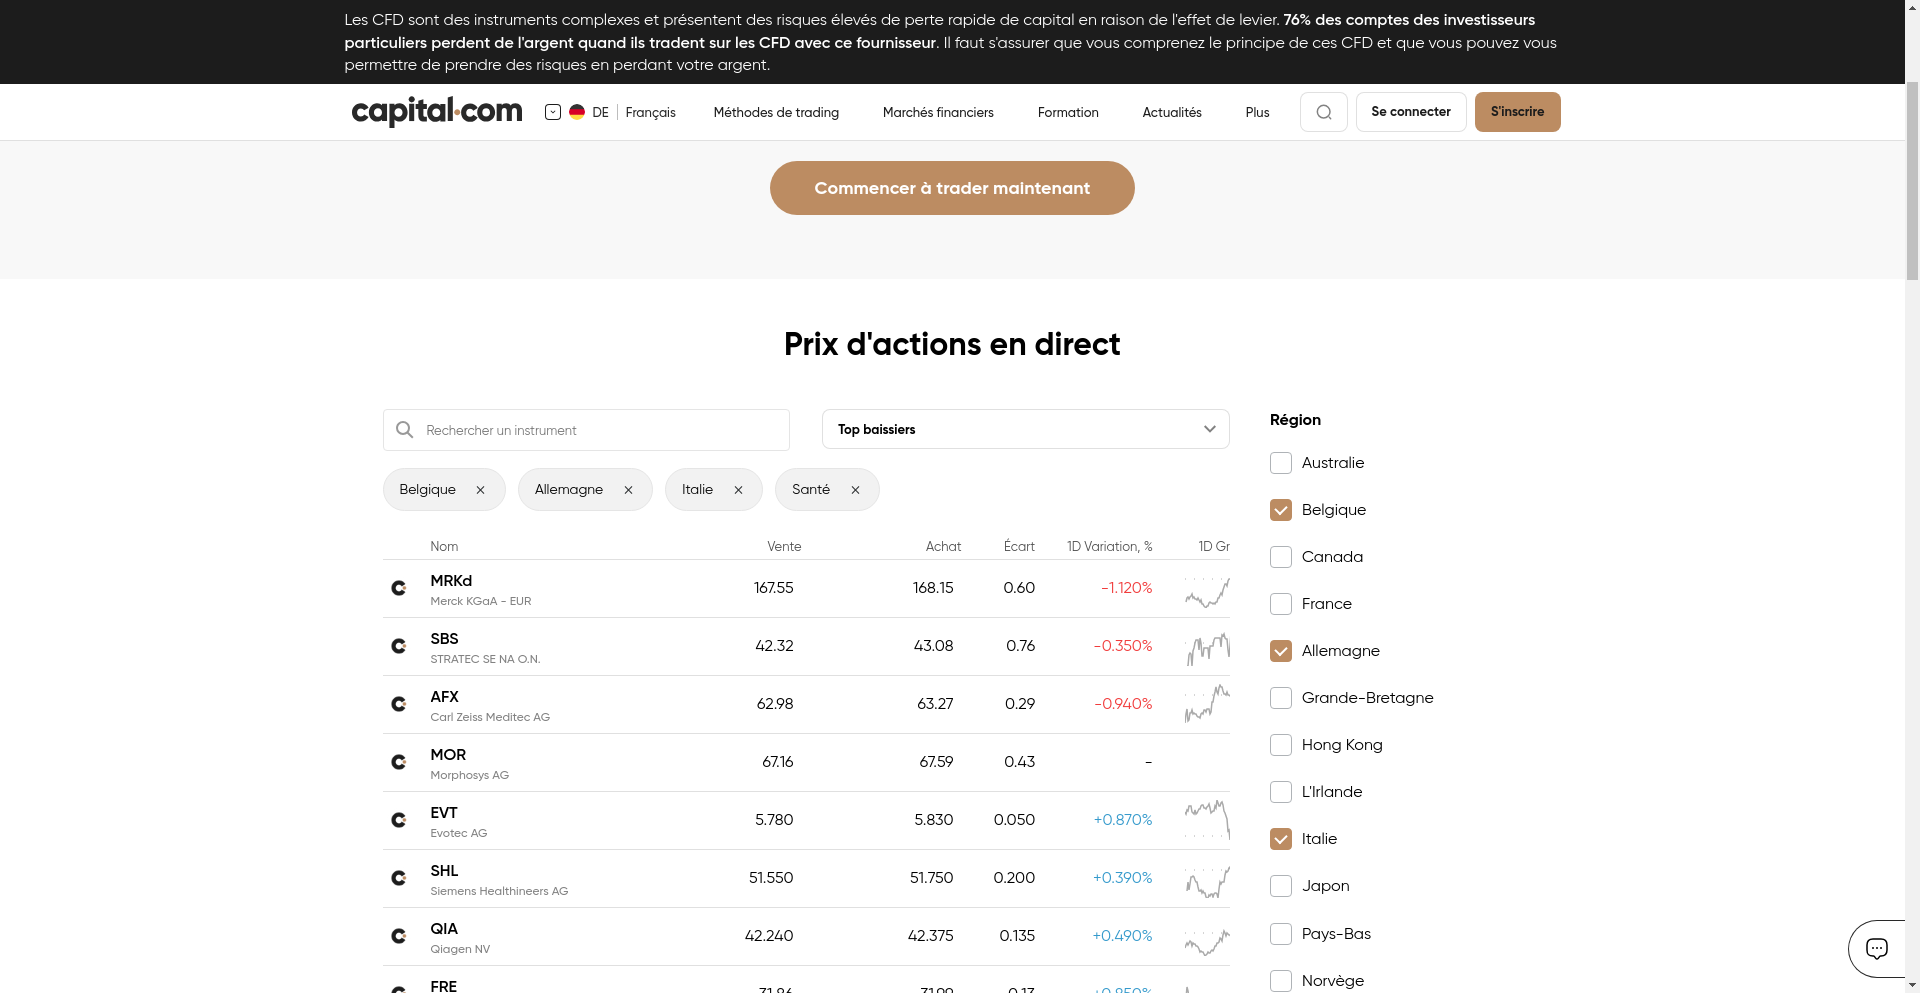 Les CFD sont des instruments complexes et présentent des risques élevés de perte rapide de capital en raison de l'effet de levier. 76% des comptes des investisseurs
particuliers perdent de l'argent quand ils tradent sur les CFD avec ce fournisseur. Il faut s'assurer que vous comprenez le principe de ces CFD et que vous pouvez vous
permettre de prendre des risques en perdant votre argent.
capital.com DE Français Méthodes de trading Marchés financiers Formation Actualités Plus Se connecter S'inscrire
Commencer à trader maintenant
Prix d'actions en direct
Rechercher un instrument
Top baissiers
Belgique Allemagne Italie Santé
Nom Vente Achat Écart 1D Variation, % 1D Gr
MRKd
Merck KGaA - EUR
167.55 168.15 0.60 -1.120%
SBS
STRATEC SE NA O.N.
42.32 43.08 0.76 -0.350%
AFX
Carl Zeiss Meditec AG
62.98 63.27 0.29 -0.940%
MOR
Morphosys AG
67.16 67.59 0.43 -
EVT
Evotec AG
5.780 5.830 0.050 +0.870%
SHL
Siemens Healthineers AG
51.550 51.750 0.200 +0.390%
QIA
Qiagen NV
42.240 42.375 0.135 +0.490%
FRE
31.86 31.99 0.13 +0.850%
Région
Australie
Belgique
Canada
France
Allemagne
Grande-Bretagne
Hong Kong
L'Irlande
Italie
Japon
Pays-Bas
Norvège